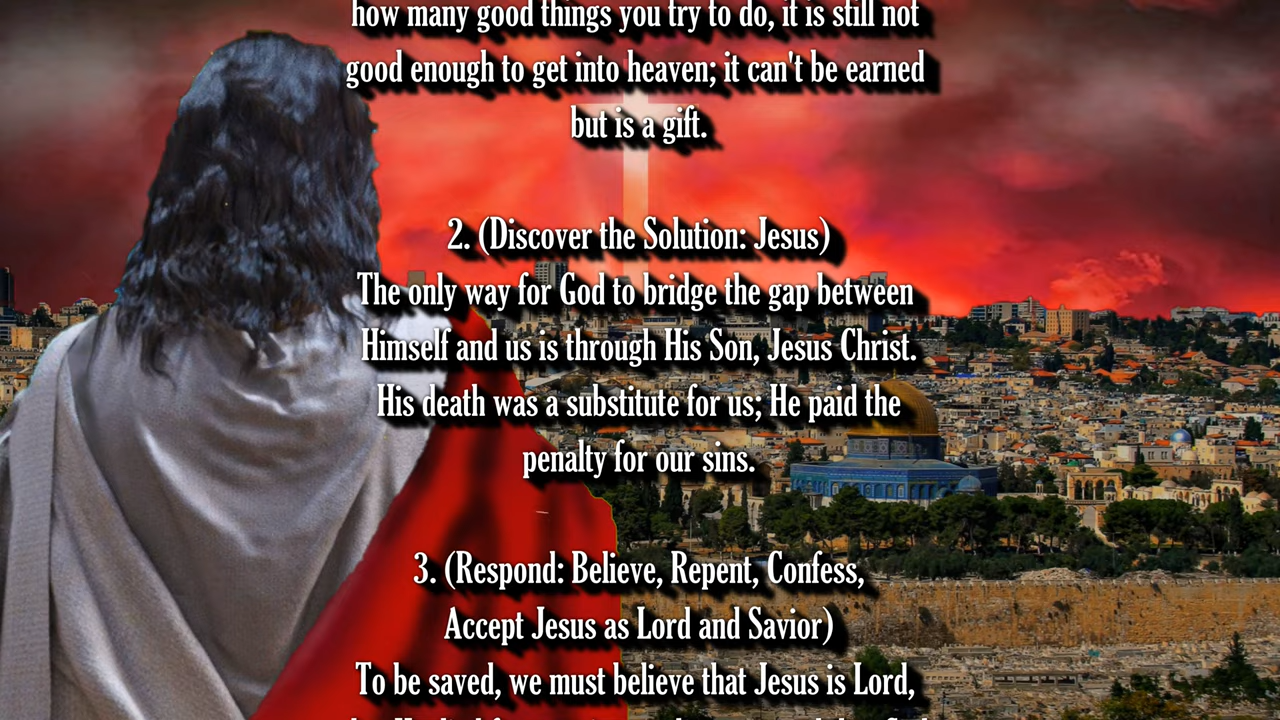 how many good things you try to do, it is still not
good enough to get into heaven; it can't be earned
but is a gift.
2. (Discover the Solution: Jesus)
The only way for God to bridge the gap between
Himself and us is through His Son, Jesus Christ.
His death was a substitute for us; He paid the
penalty for our sins.
3. (Respond: Believe, Repent, Confess,
Accept Jesus as Lord and Savior)
To be saved, we must believe that Jesus is Lord,